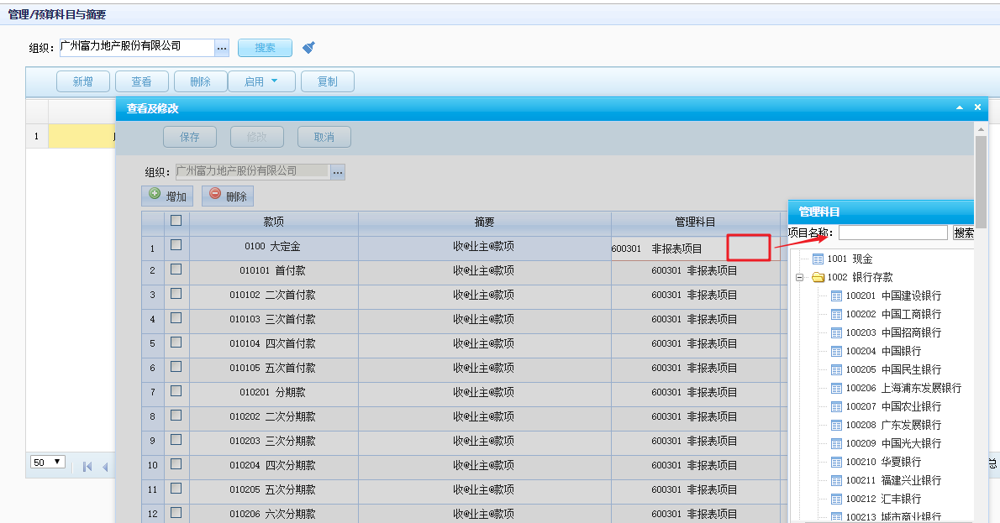 管理/预算科目与摘要
组织： 广州富力地产股份有限公司 ... 搜索
新增 查看 删除 启用 复制
查看及修改
1
保存 修改 取消
组织： 广州富力地产股份有限公司 ...
增加 删除
款项 摘要 管理科目
1 0100 大定金 收@业主@款项 600301 非报表项目
2 010101 首付款 收@业主@款项 600301 非报表项目
3 010102 二次首付款 收@业主@款项 600301 非报表项目
4 010103 三次首付款 收@业主@款项 600301 非报表项目
5 010104 四次首付款 收@业主@款项 600301 非报表项目
6 010105 五次首付款 收@业主@款项 600301 非报表项目
7 010201 分期款 收@业主@款项 600301 非报表项目
8 010202 二次分期款 收@业主@款项 600301 非报表项目
9 010203 三次分期款 收@业主@款项 600301 非报表项目
10 010204 四次分期款 收@业主@款项 600301 非报表项目
11 010205 五次分期款 收@业主@款项 600301 非报表项目
12 010206 六次分期款 收@业主@款项 600301 非报表项目
管理科目
项目名称： 搜索
1001 现金
1002 银行存款
100201 中国建设银行
100202 中国工商银行
100203 中国招商银行
100204 中国银行
100205 中国民生银行
100206 上海浦东发展银行
100207 中国农业银行
100208 广东发展银行
100209 中国光大银行
100210 华夏银行
100211 福建兴业银行
100212 汇丰银行
100213 城市商业银行
50